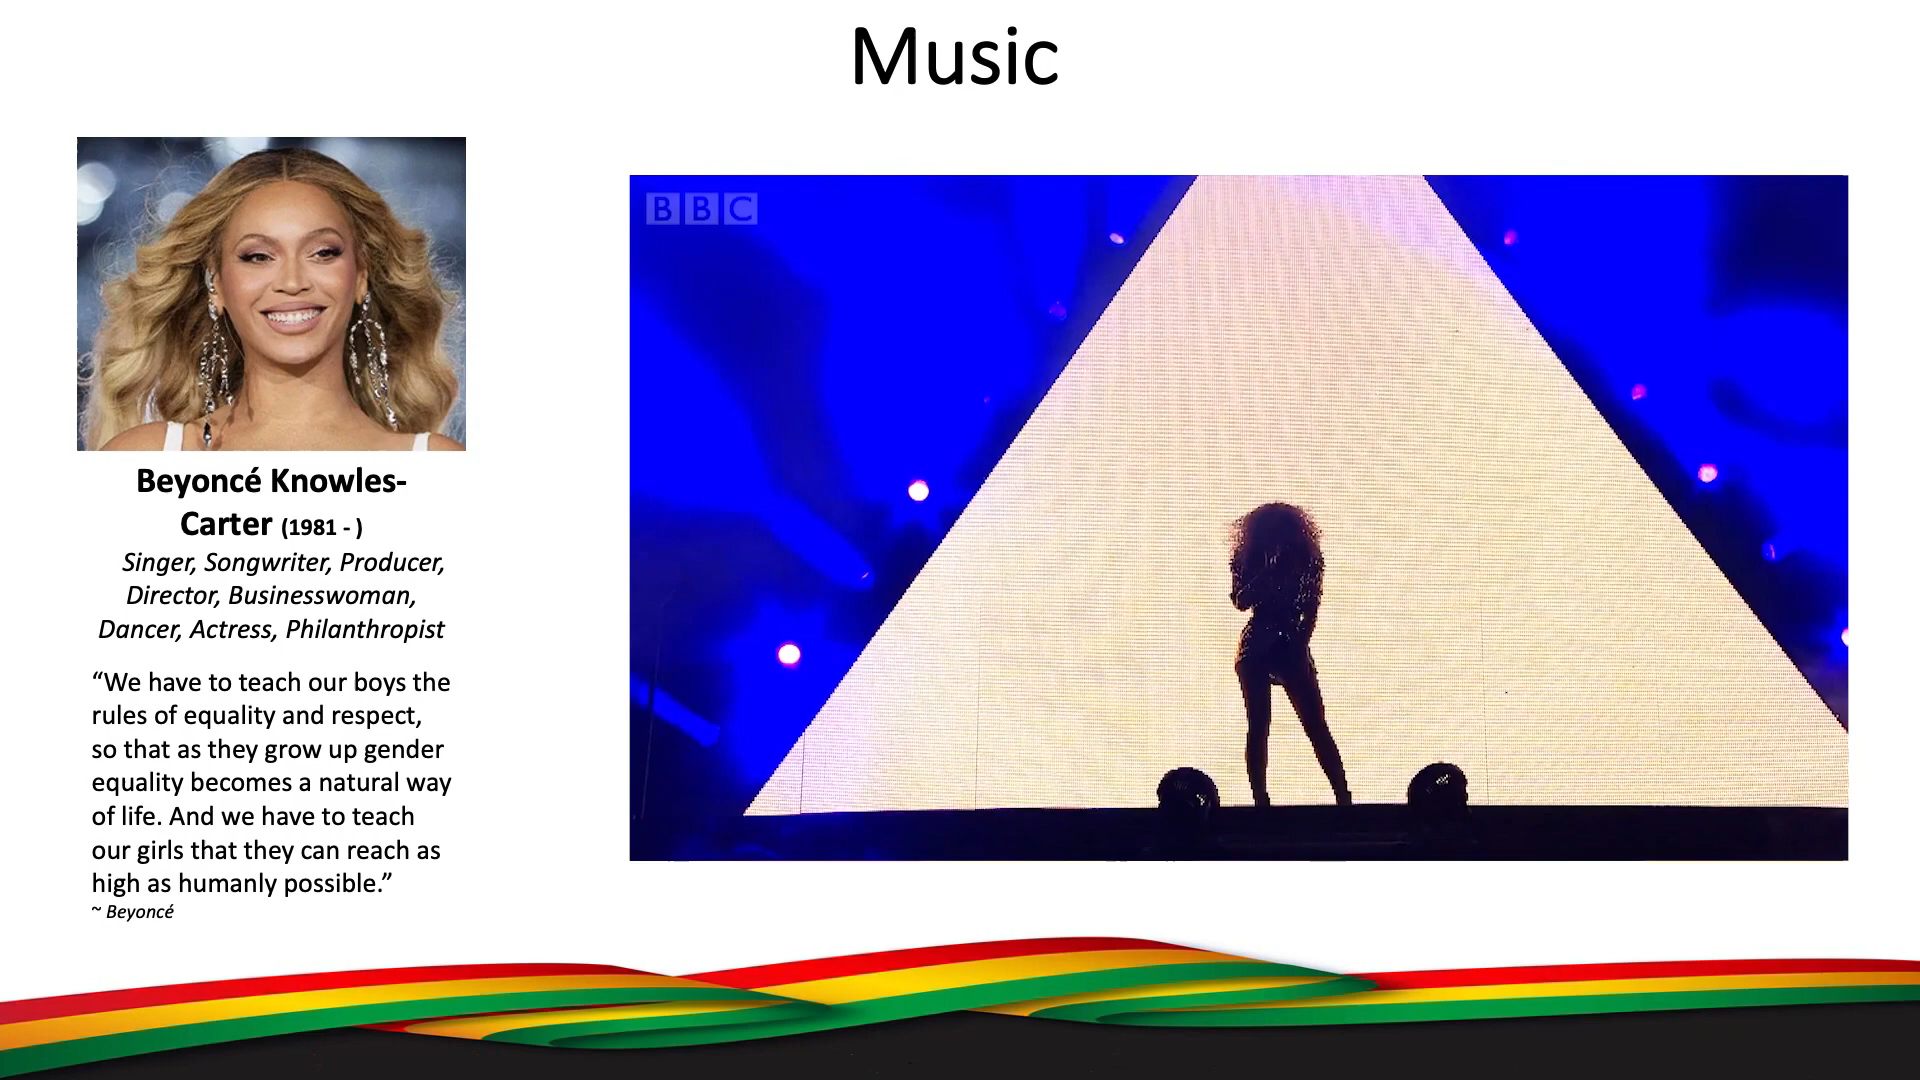 Music
BBC
Beyoncé Knowles-
Carter (1981 - )
Singer, Songwriter, Producer,
Director, Businesswoman,
Dancer, Actress, Philanthropist
“We have to teach our boys the
rules of equality and respect,
so that as they grow up gender
equality becomes a natural way
of life. And we have to teach
our girls that they can reach as
high as humanly possible.”
~ Beyoncé